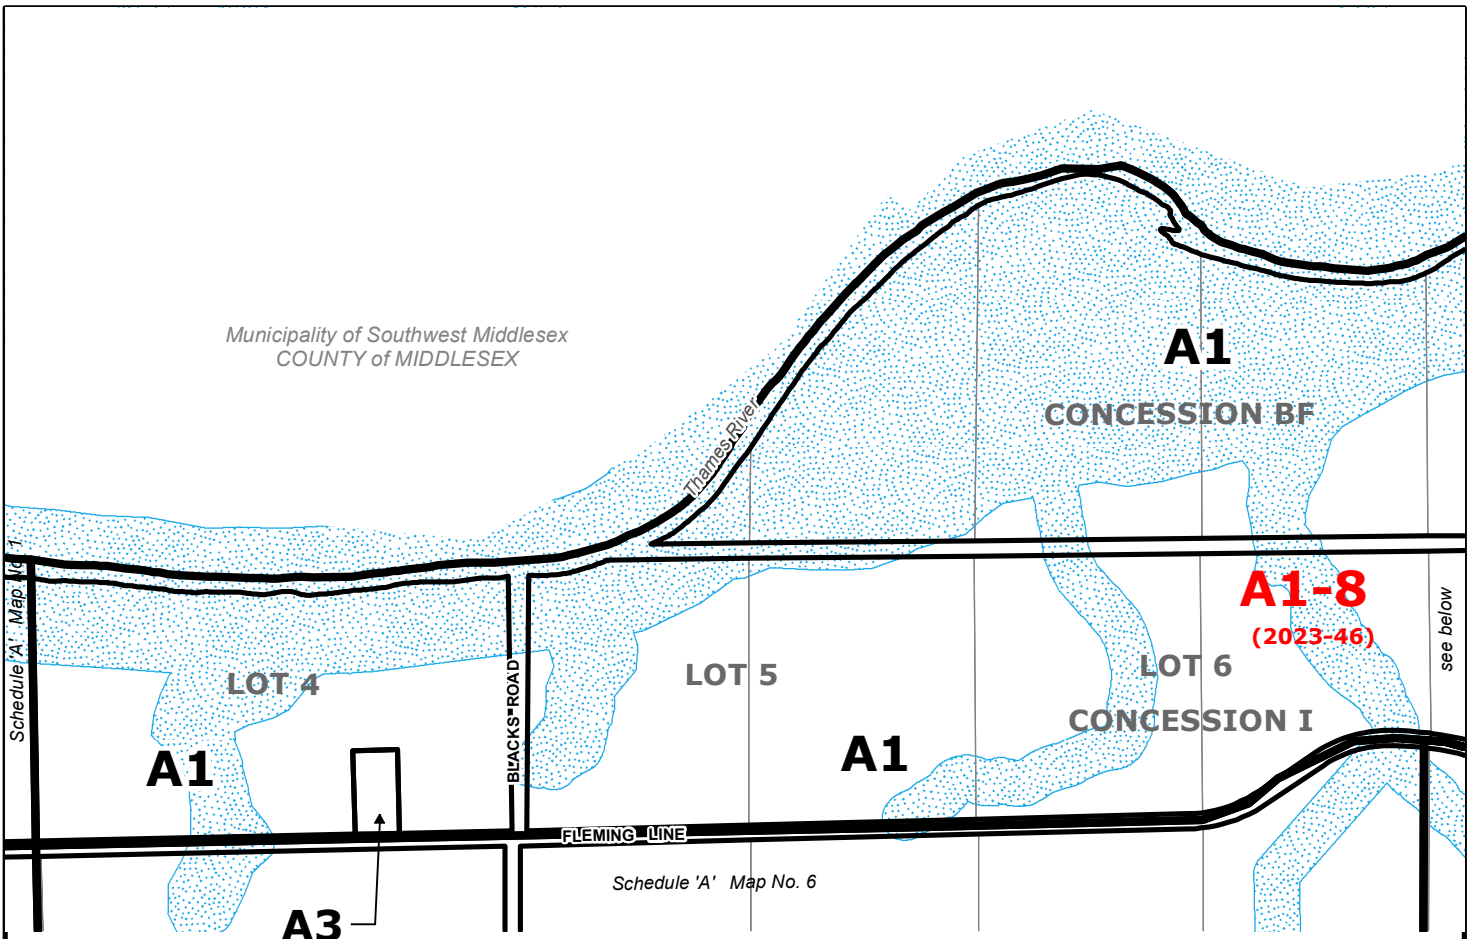 Municipality of Southwest Middlesex
COUNTY of MIDDLESEX
A1
CONCESSION BF
Thames River
Schedule 'A' Map No. 1
A1-8
(2023-46)
see below
LOT 4
LOT 5
LOT 6
CONCESSION I
BLACKS ROAD
A1
A1
FLEMING LINE
Schedule 'A' Map No. 6
A3